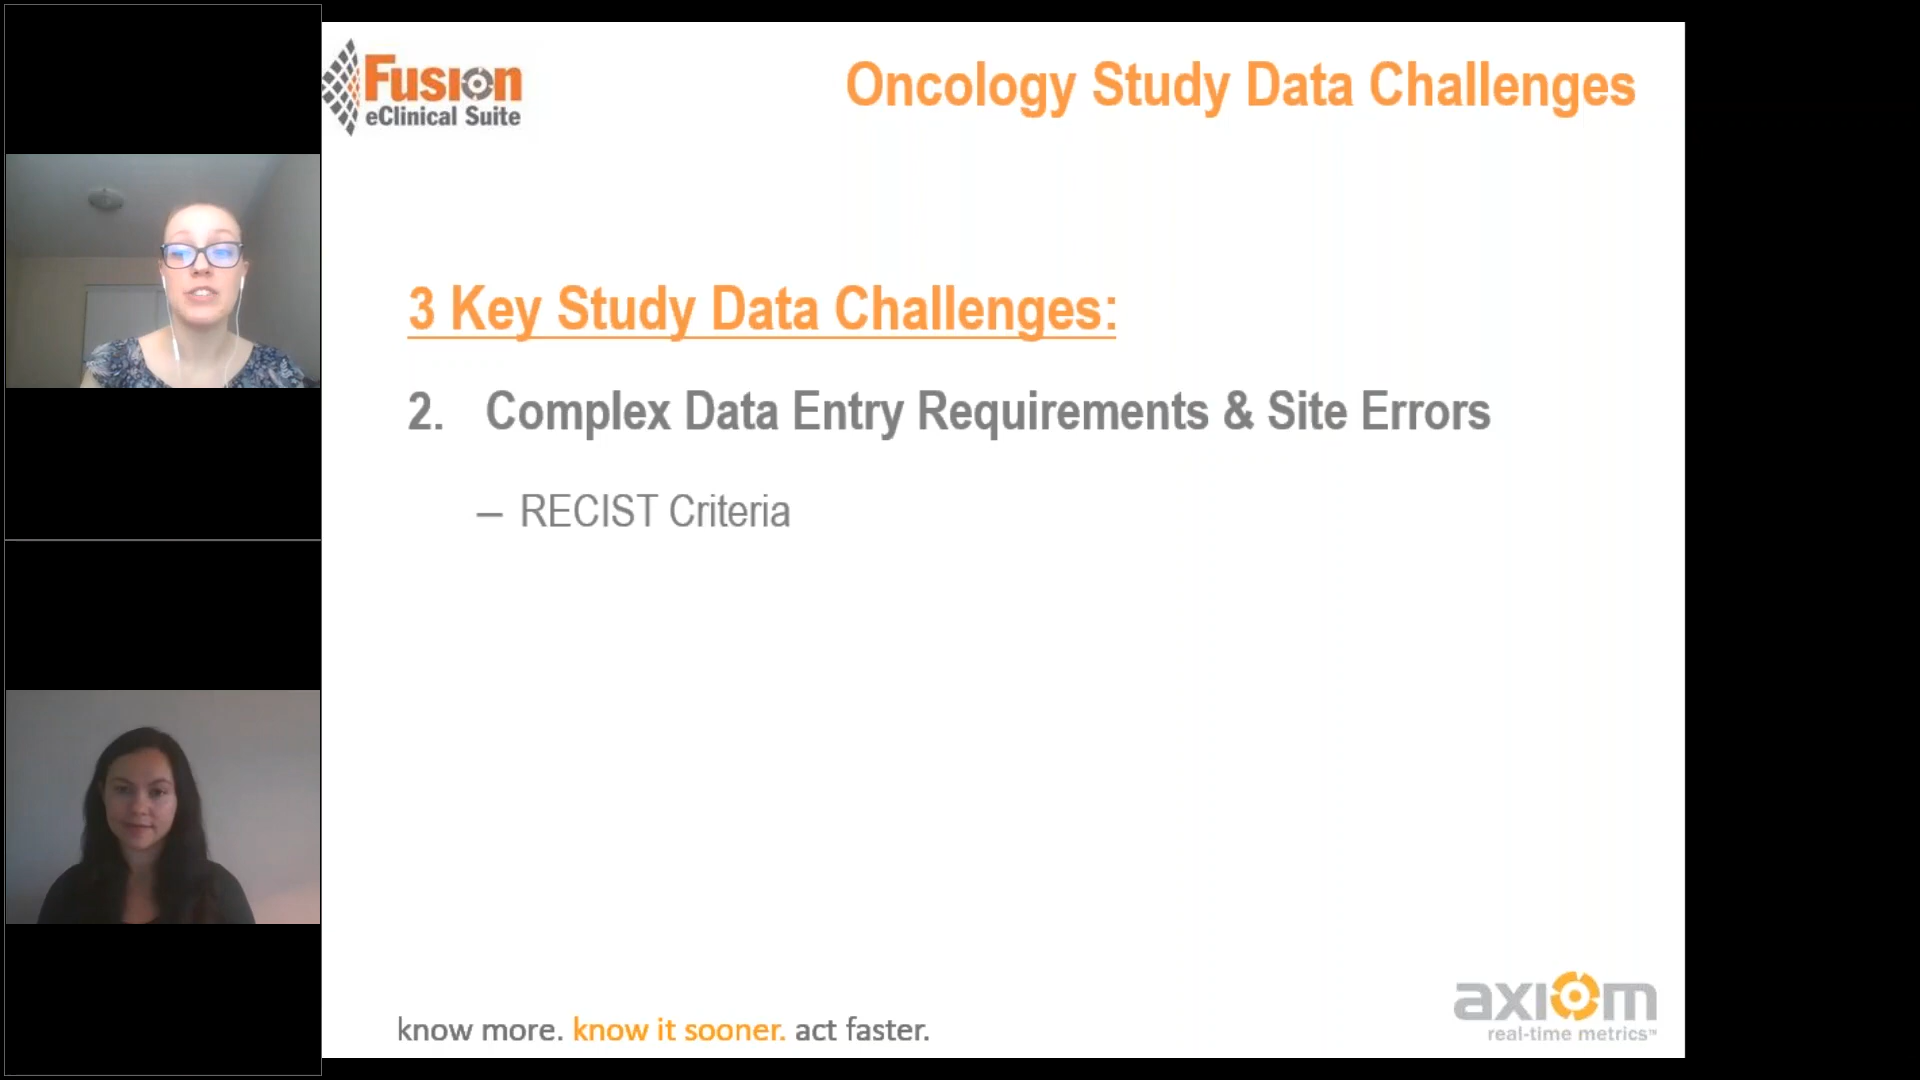 Fusion
eClinical Suite
Oncology Study Data Challenges
3 Key Study Data Challenges:
2. Complex Data Entry Requirements & Site Errors
– RECIST Criteria
know more. know it sooner. act faster.
axiom
real-time metrics™